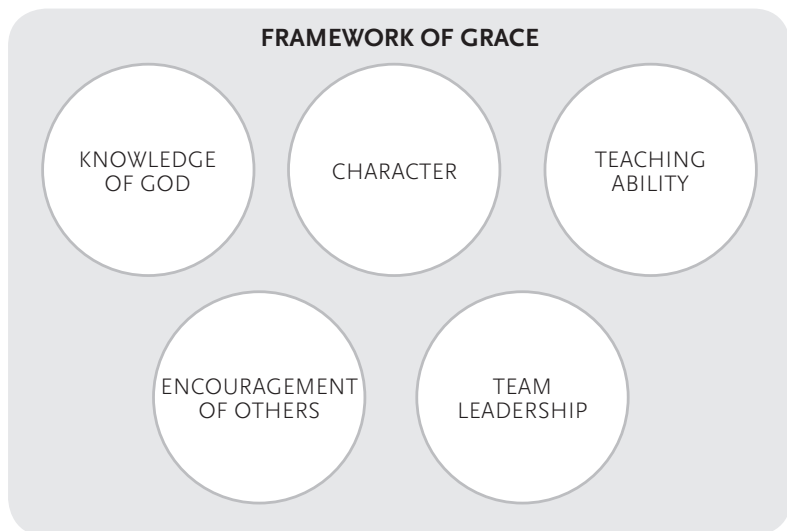 FRAMEWORK OF GRACE
KNOWLEDGE
OF GOD
CHARACTER
TEACHING
ABILITY
ENCOURAGEMENT
OF OTHERS
TEAM
LEADERSHIP